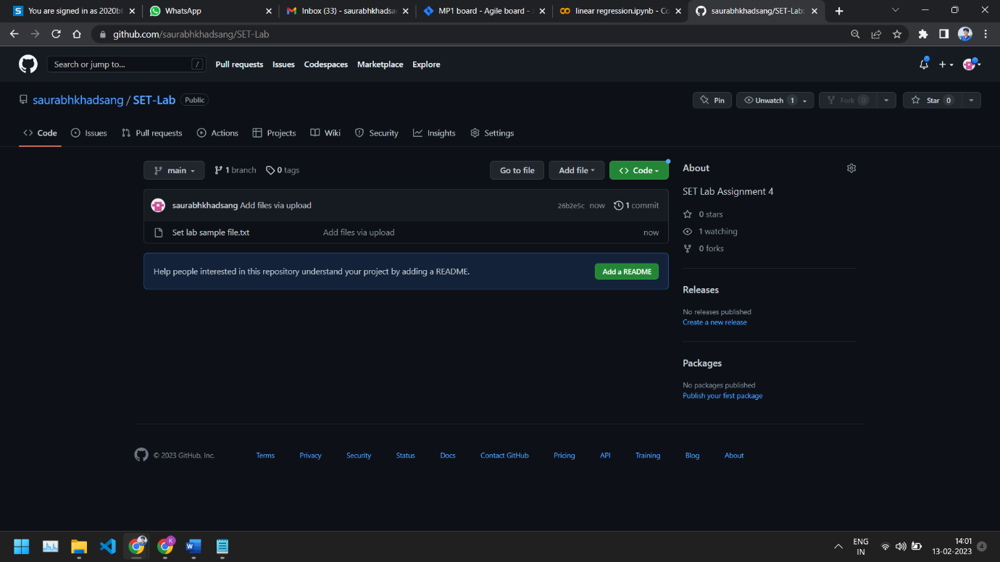 You are signed in as 2020bt
WhatsApp
Inbox (33) - saurabhkhadsan
MP1 board - Agile board - J
linear regression.ipynb - Co
saurabhkhadsang/SET-Lab:
github.com/saurabhkhadsang/SET-Lab
Search or jump to... /
Pull requests Issues Codespaces Marketplace Explore
saurabhkhadsang / SET-Lab Public
Pin Unwatch 1 Fork 0 Star 0
Code Issues Pull requests Actions Projects Wiki Security Insights Settings
main 1 branch 0 tags Go to file Add file Code
saurabhkhadsang Add files via upload 26b2e5c now 1 commit
Set lab sample file.txt Add files via upload now
Help people interested in this repository understand your project by adding a README. Add a README
About
SET Lab Assignment 4
0 stars
1 watching
0 forks
Releases
No releases published
Create a new release
Packages
No packages published
Publish your first package
© 2023 GitHub, Inc. Terms Privacy Security Status Docs Contact GitHub Pricing API Training Blog About
K
W
ENG
IN
14:01
13-02-2023
4